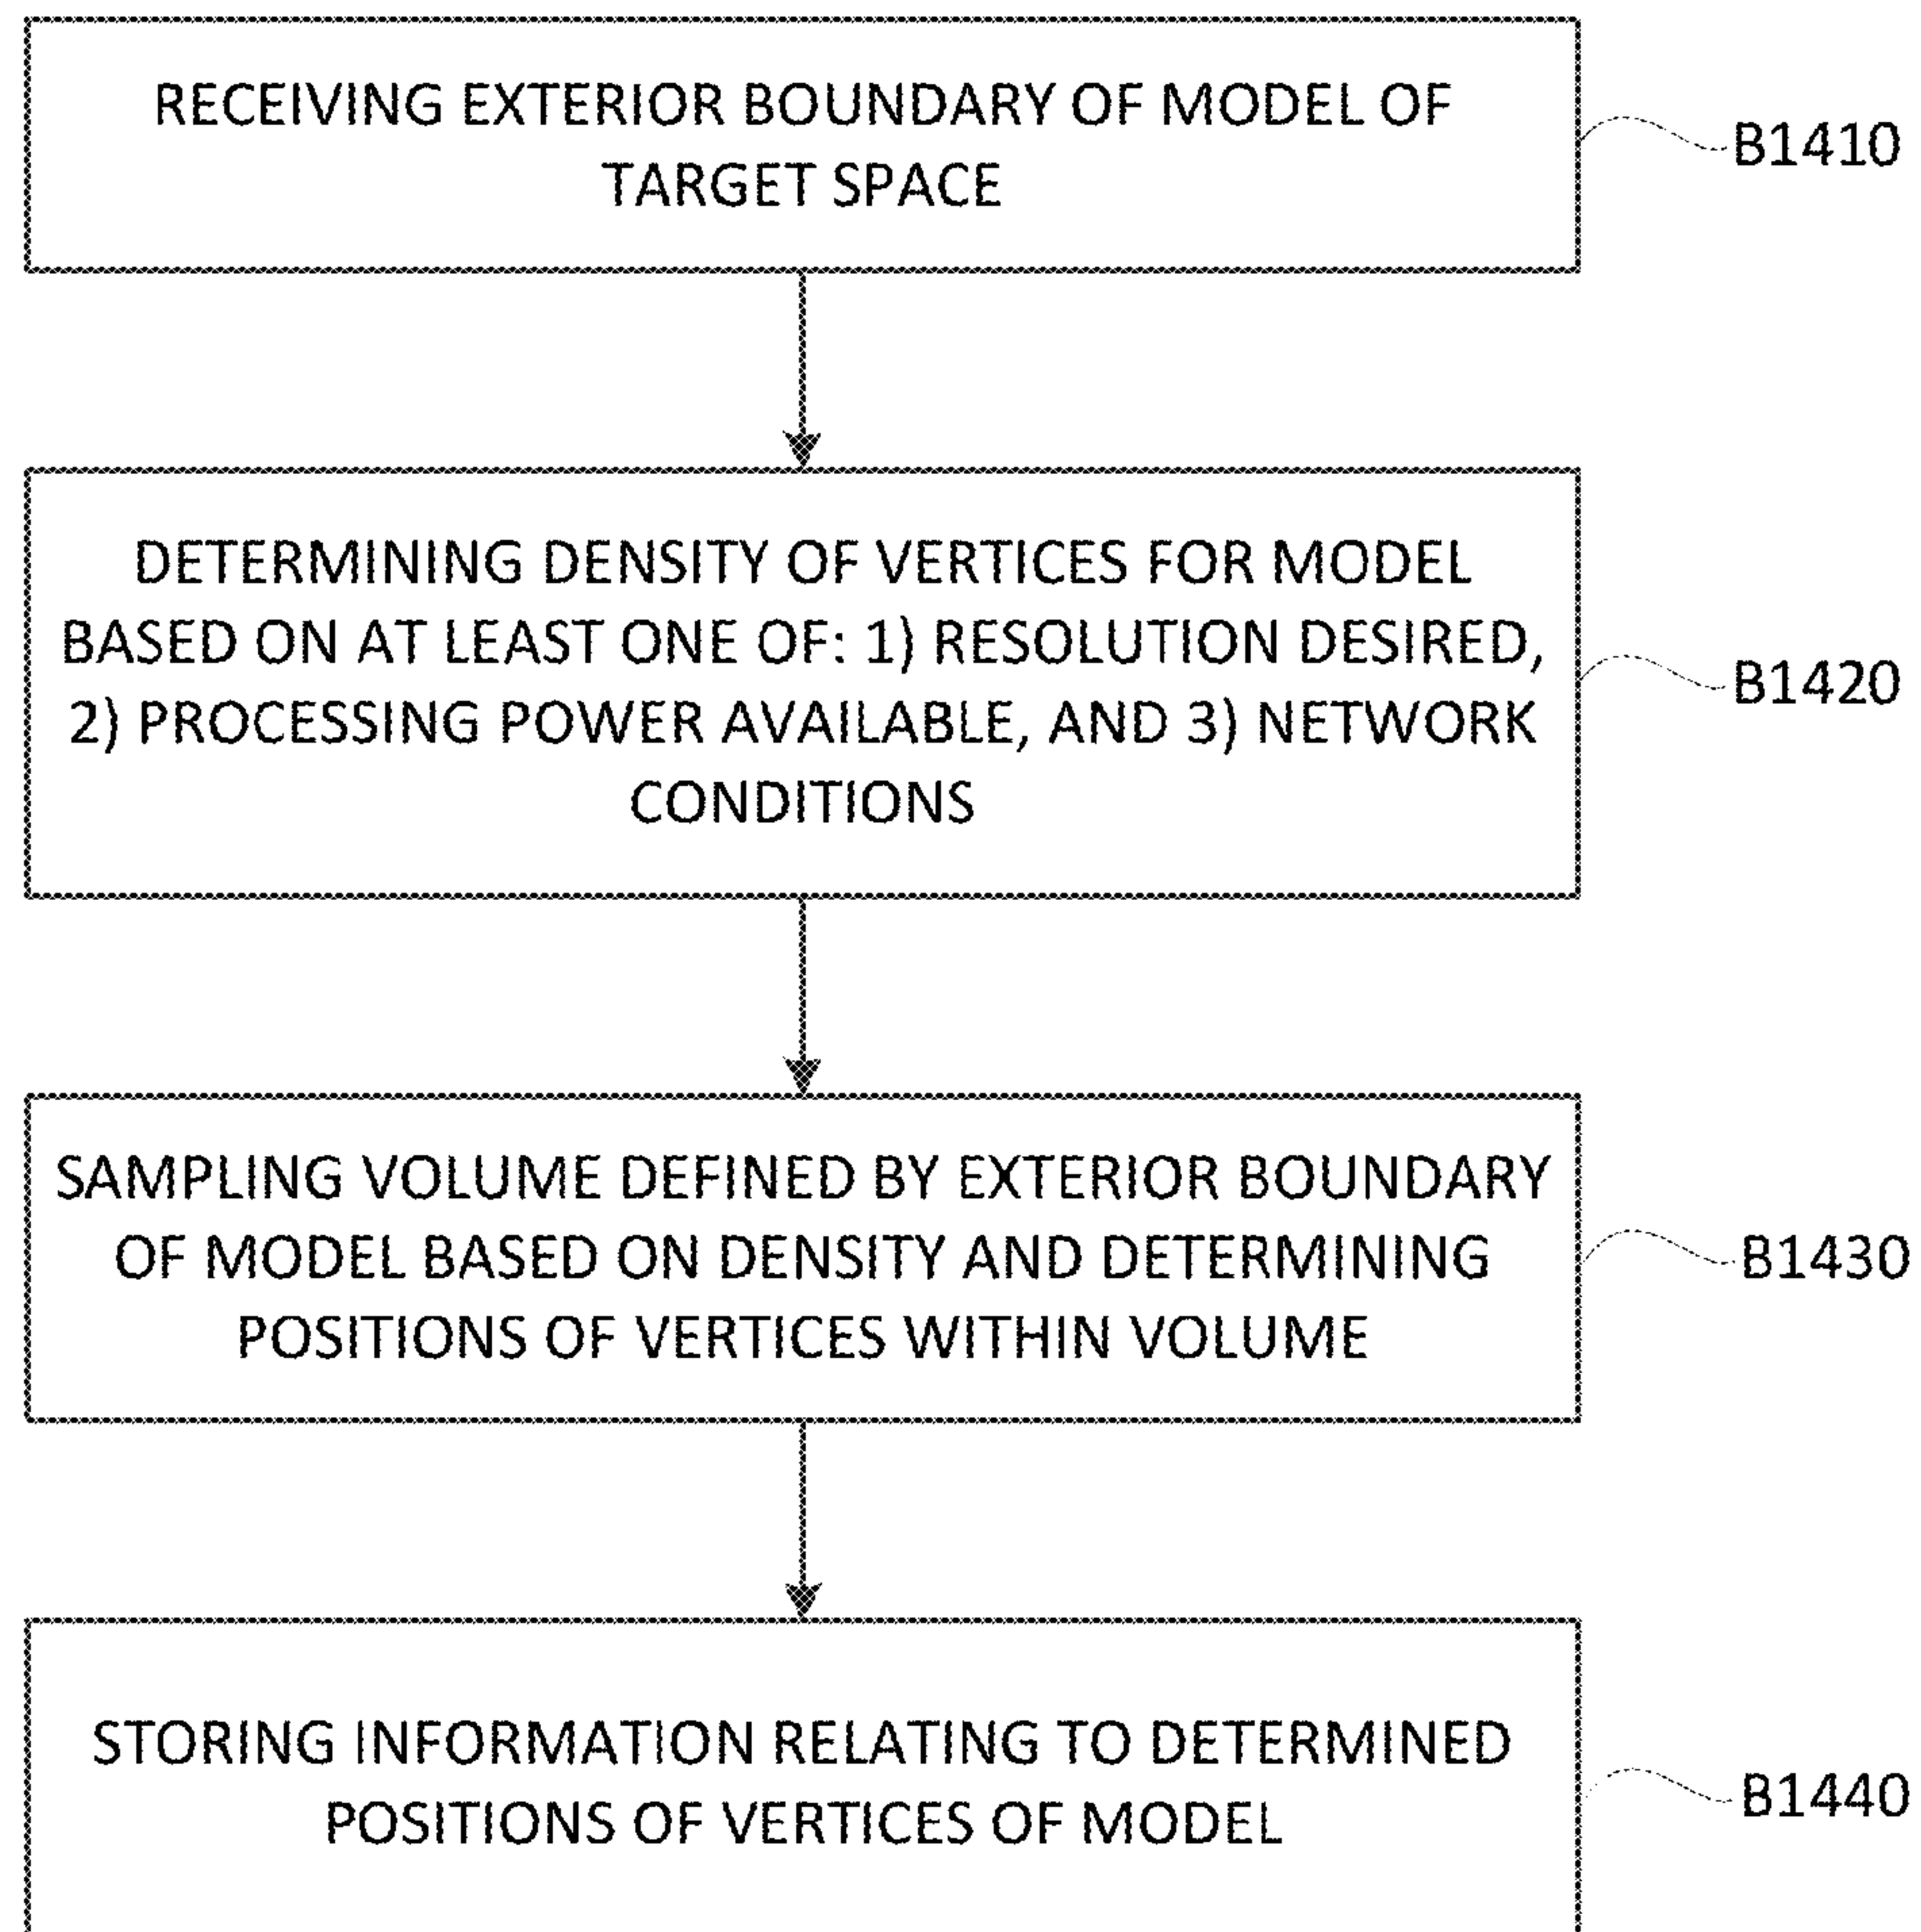 RECEIVING EXTERIOR BOUNDARY OF MODEL OF
TARGET SPACE
B1410
DETERMINING DENSITY OF VERTICES FOR MODEL
BASED ON AT LEAST ONE OF: 1) RESOLUTION DESIRED,
2) PROCESSING POWER AVAILABLE, AND 3) NETWORK
CONDITIONS
B1420
SAMPLING VOLUME DEFINED BY EXTERIOR BOUNDARY
OF MODEL BASED ON DENSITY AND DETERMINING
POSITIONS OF VERTICES WITHIN VOLUME
B1430
STORING INFORMATION RELATING TO DETERMINED
POSITIONS OF VERTICES OF MODEL
B1440